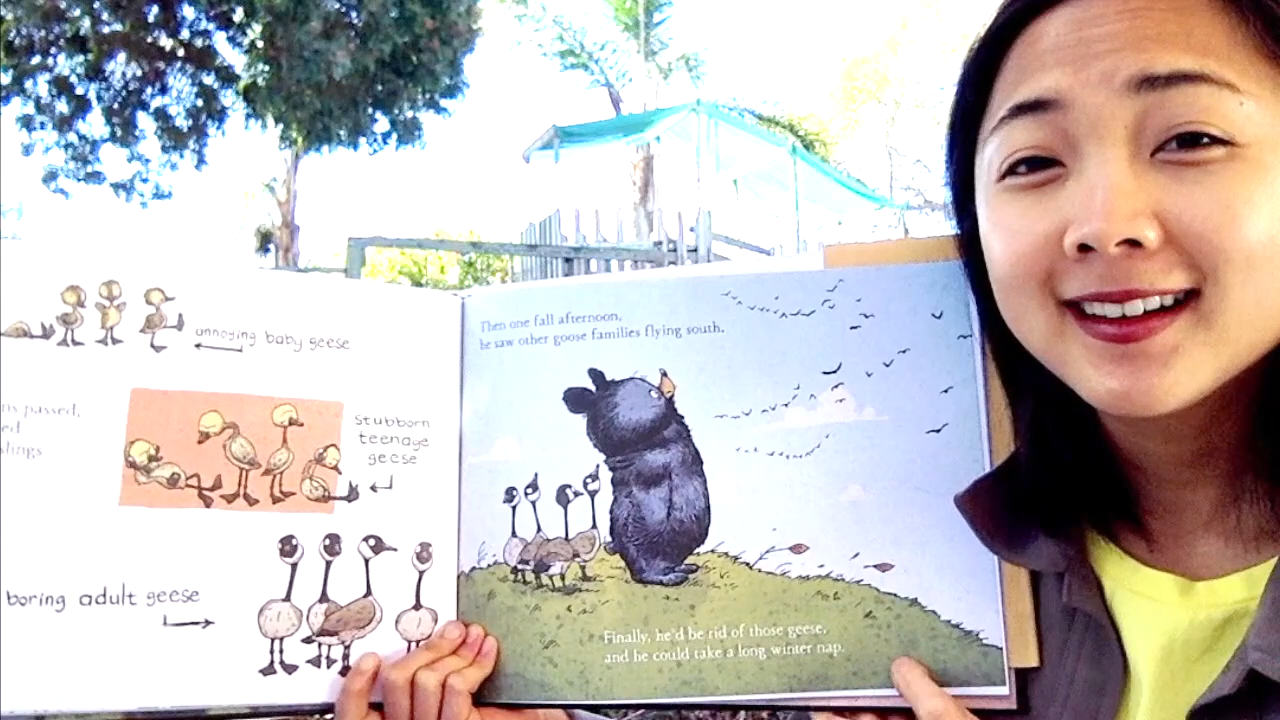 annoying baby geese
passed,
stubborn
teenage
geese
boring adult geese
Then one fall afternoon,
he saw other goose families flying south.
Finally, he'd be rid of those geese,
and he could take a long winter nap.